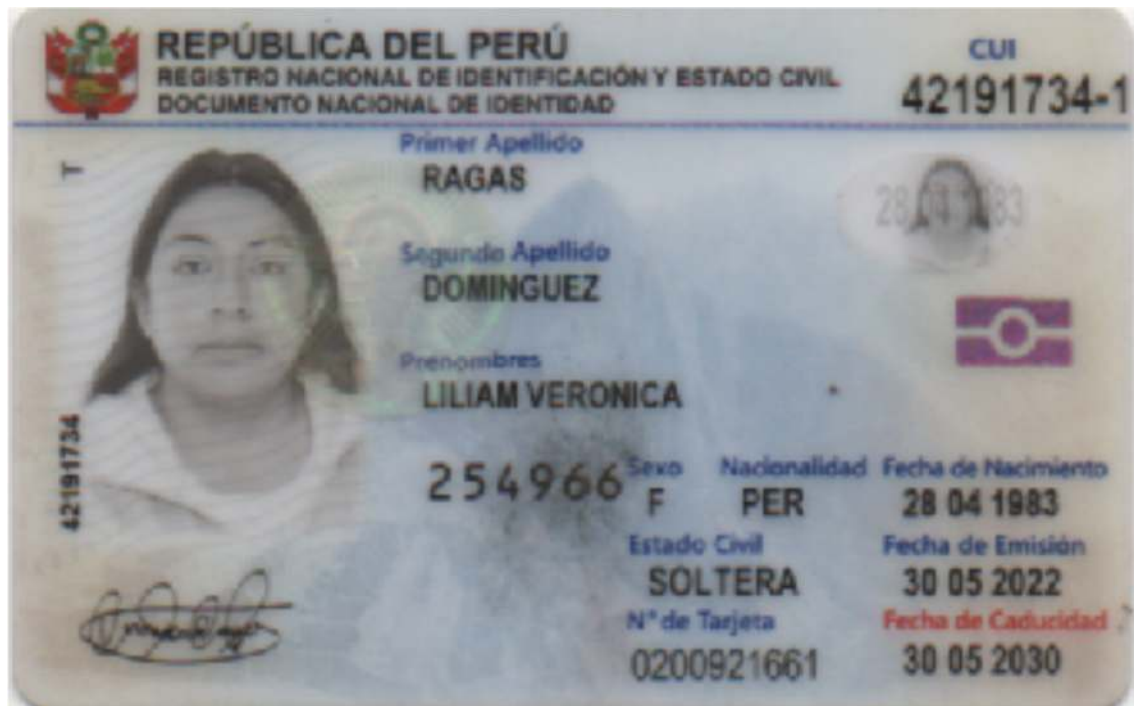 REPÚBLICA DEL PERÚ
REGISTRO NACIONAL DE IDENTIFICACIÓN Y ESTADO CIVIL
DOCUMENTO NACIONAL DE IDENTIDAD
CUI
42191734-1
T
42191734
Primer Apellido
RAGAS
Segundo Apellido
DOMINGUEZ
Prenombres
LILIAM VERONICA
28 83
254966
Sexo Nacionalidad Fecha de Nacimiento
F PER 28 04 1983
Estado Civil Fecha de Emisión
SOLTERA 30 05 2022
N° de Tarjeta Fecha de Caducidad
0200921661 30 05 2030